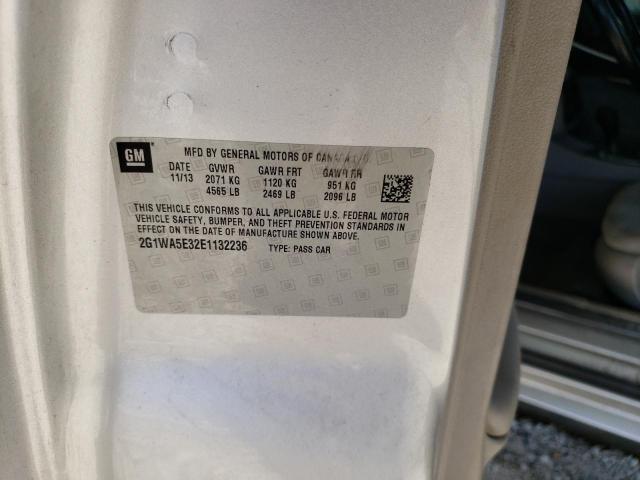 GM
MFD BY GENERAL MOTORS OF CANADA
DATE GVWR GAWR FRT GAWR RR
11/13 2071 KG 1120 KG 951 KG
4565 LB 2469 LB 2096 LB
THIS VEHICLE CONFORMS TO ALL APPLICABLE U.S. FEDERAL MOTOR
VEHICLE SAFETY, BUMPER, AND THEFT PREVENTION STANDARDS IN
EFFECT ON THE DATE OF MANUFACTURE SHOWN ABOVE.
2G1WA5E32E1132236 TYPE: PASS CAR